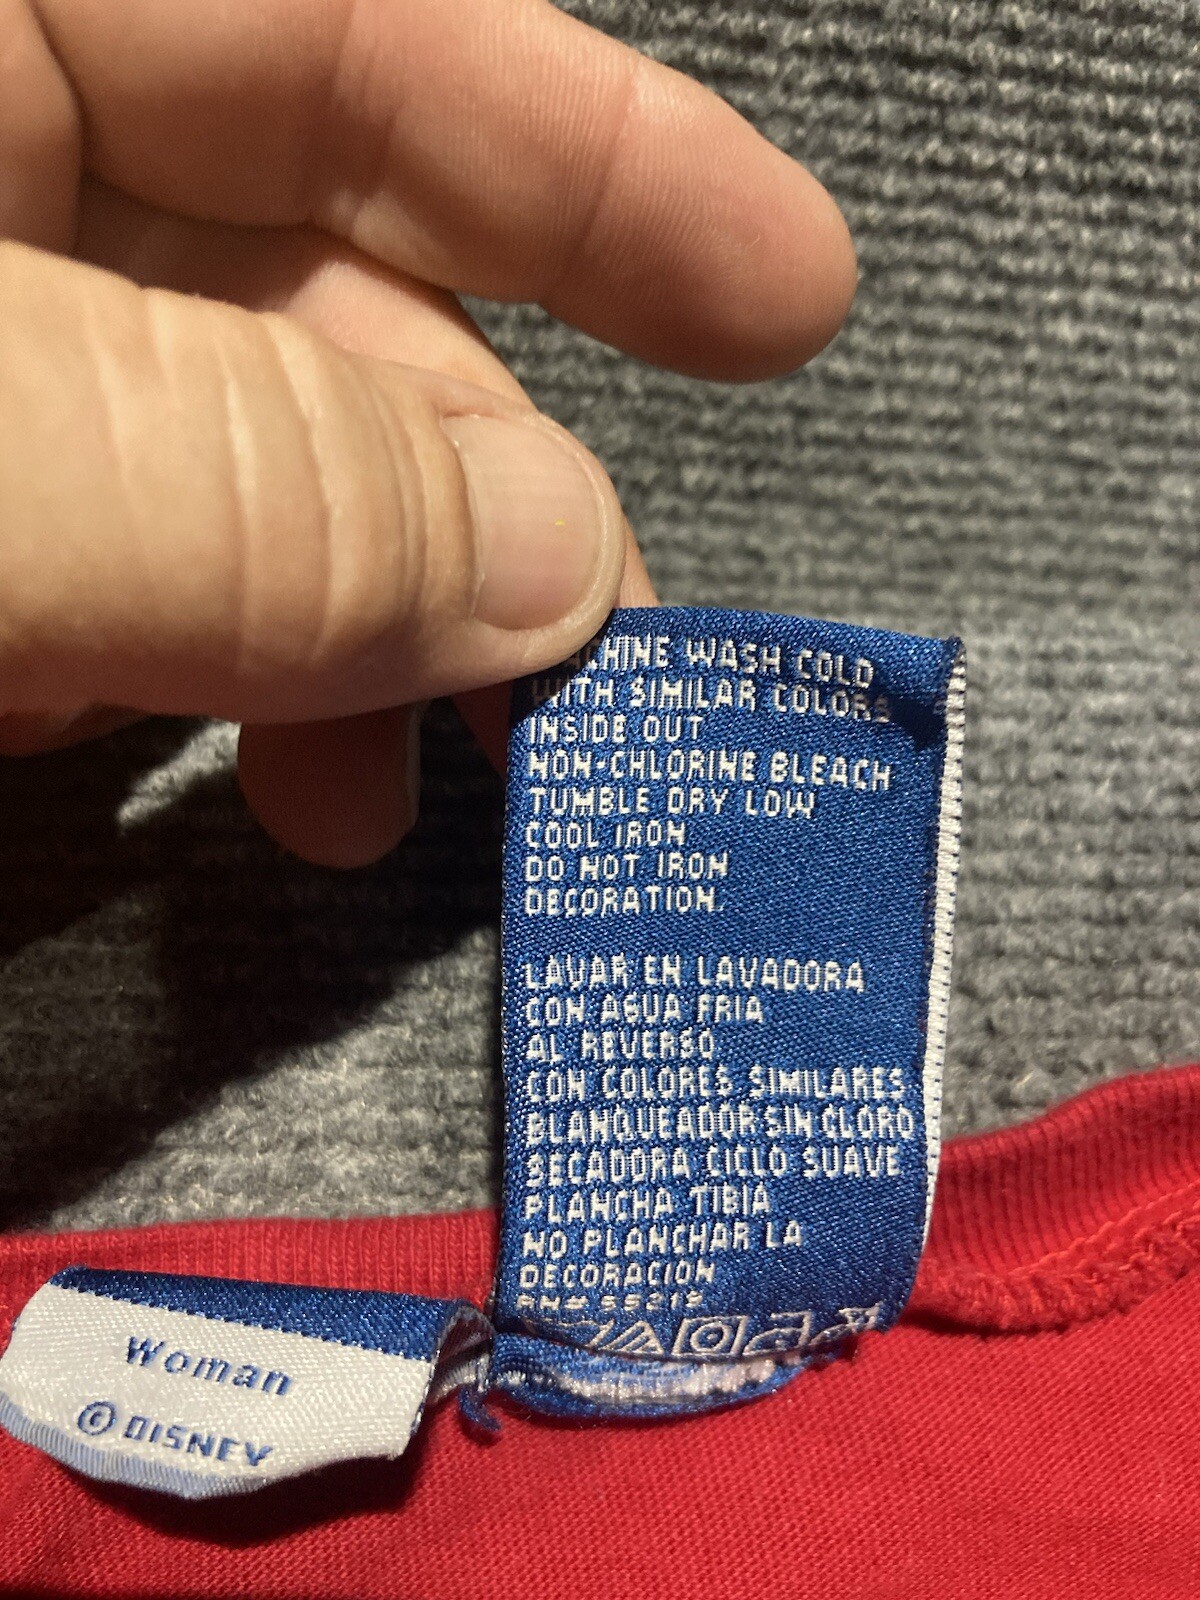 MACHINE WASH COLD
WITH SIMILAR COLORS
INSIDE OUT
NON-CHLORINE BLEACH
TUMBLE DRY LOW
COOL IRON
DO NOT IRON
DECORATION.
LAVAR EN LAVADORA
CON AGUA FRIA
AL REVERSO
CON COLORES SIMILARES
BLANQUEADOR SIN CLORO
SECADORA CICLO SUAVE
PLANCHA TIBIA
NO PLANCHAR LA
DECORACION
Woman
© DISNEY